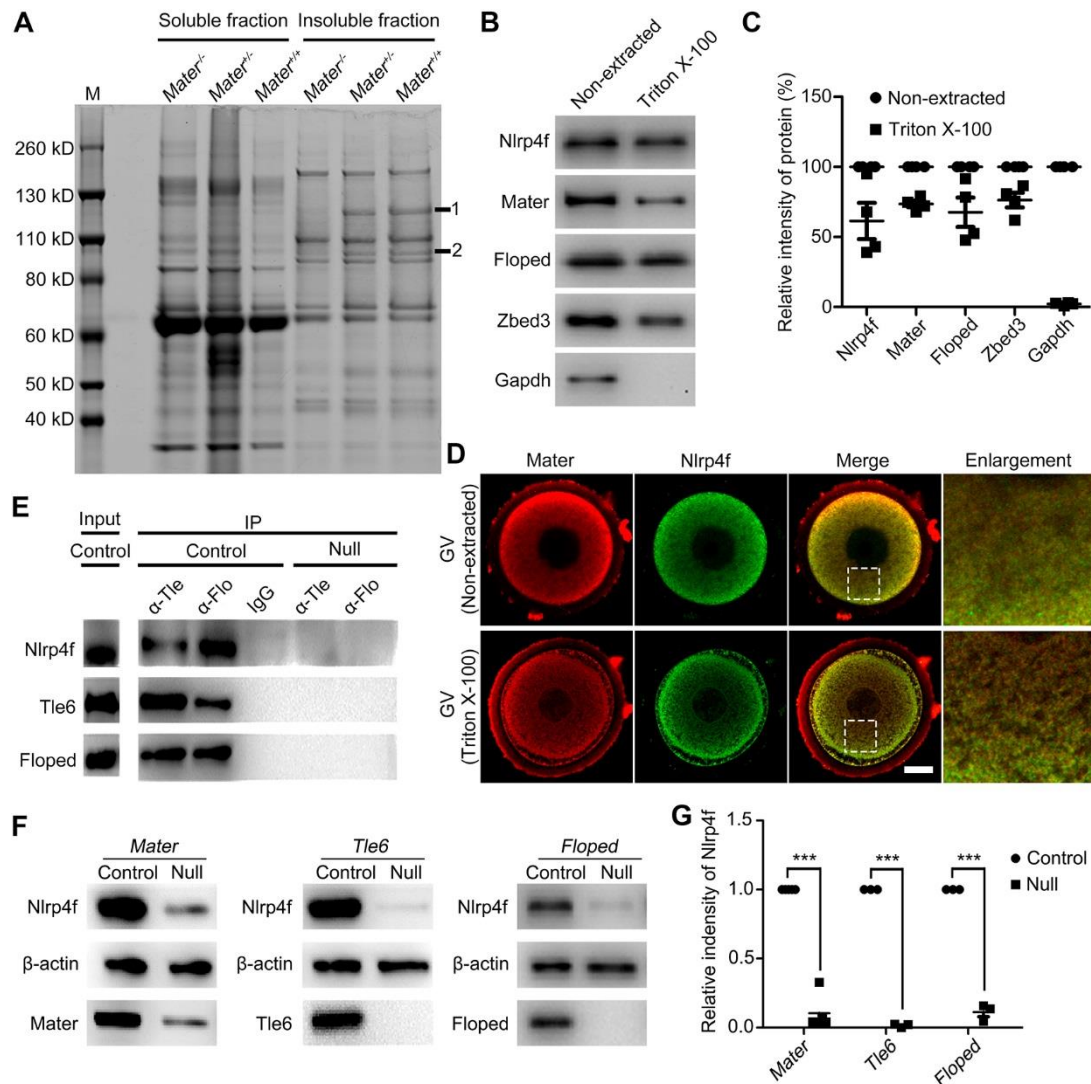 A
Soluble fraction Insoluble fraction
M Mater-/- Mater+/- Mater+/+ Mater-/- Mater+/- Mater+/+
260 kD
130 kD
110 kD
80 kD
60 kD
50 kD
40 kD
1
2
B
Non-extracted Triton X-100
Nlrp4f
Mater
Floped
Zbed3
Gapdh
C
Relative intensity of protein (%)
150
100
50
0
Non-extracted
Triton X-100
Nlrp4f Mater Floped Zbed3 Gapdh
D
Mater Nlrp4f Merge Enlargement
GV
(Non-extracted)
GV
(Triton X-100)
E
Input IP
Control Control Null
α-Tle α-Flo IgG α-Tle α-Flo
Nlrp4f
Tle6
Floped
F
Mater Tle6 Floped
Control Null Control Null Control Null
Nlrp4f Nlrp4f Nlrp4f
β-actin β-actin β-actin
Mater Tle6 Floped
G
Relative indensity of Nlrp4f
1.5
1.0
0.5
0.0
*** *** ***
Control
Null
Mater Tle6 Floped